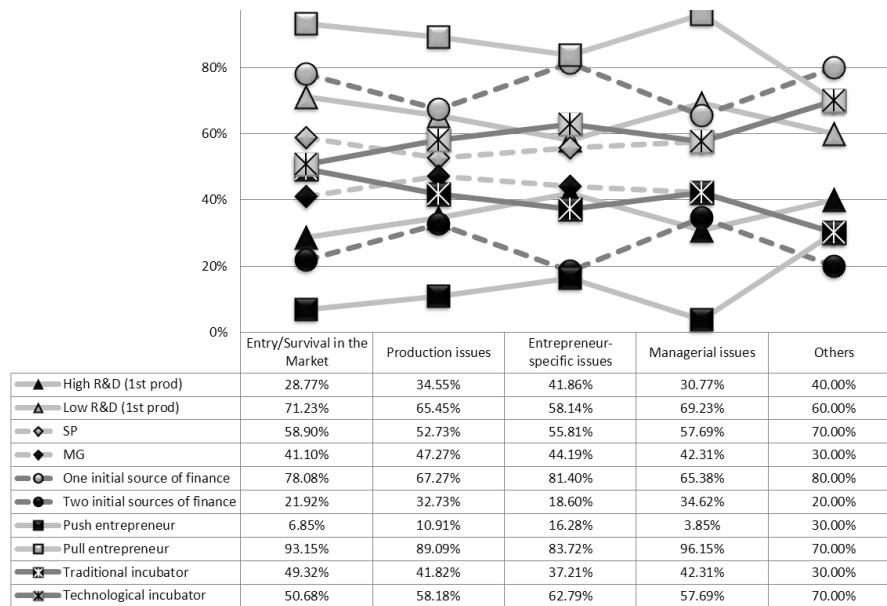 80%
60%
40%
20%
0%
Entry/Survival in the Market Production issues Entrepreneur-specific issues Managerial issues Others
High R&D (1st prod) 28.77% 34.55% 41.86% 30.77% 40.00%
Low R&D (1st prod) 71.23% 65.45% 58.14% 69.23% 60.00%
SP 58.90% 52.73% 55.81% 57.69% 70.00%
MG 41.10% 47.27% 44.19% 42.31% 30.00%
One initial source of finance 78.08% 67.27% 81.40% 65.38% 80.00%
Two initial sources of finance 21.92% 32.73% 18.60% 34.62% 20.00%
Push entrepreneur 6.85% 10.91% 16.28% 3.85% 30.00%
Pull entrepreneur 93.15% 89.09% 83.72% 96.15% 70.00%
Traditional incubator 49.32% 41.82% 37.21% 42.31% 30.00%
Technological incubator 50.68% 58.18% 62.79% 57.69% 70.00%